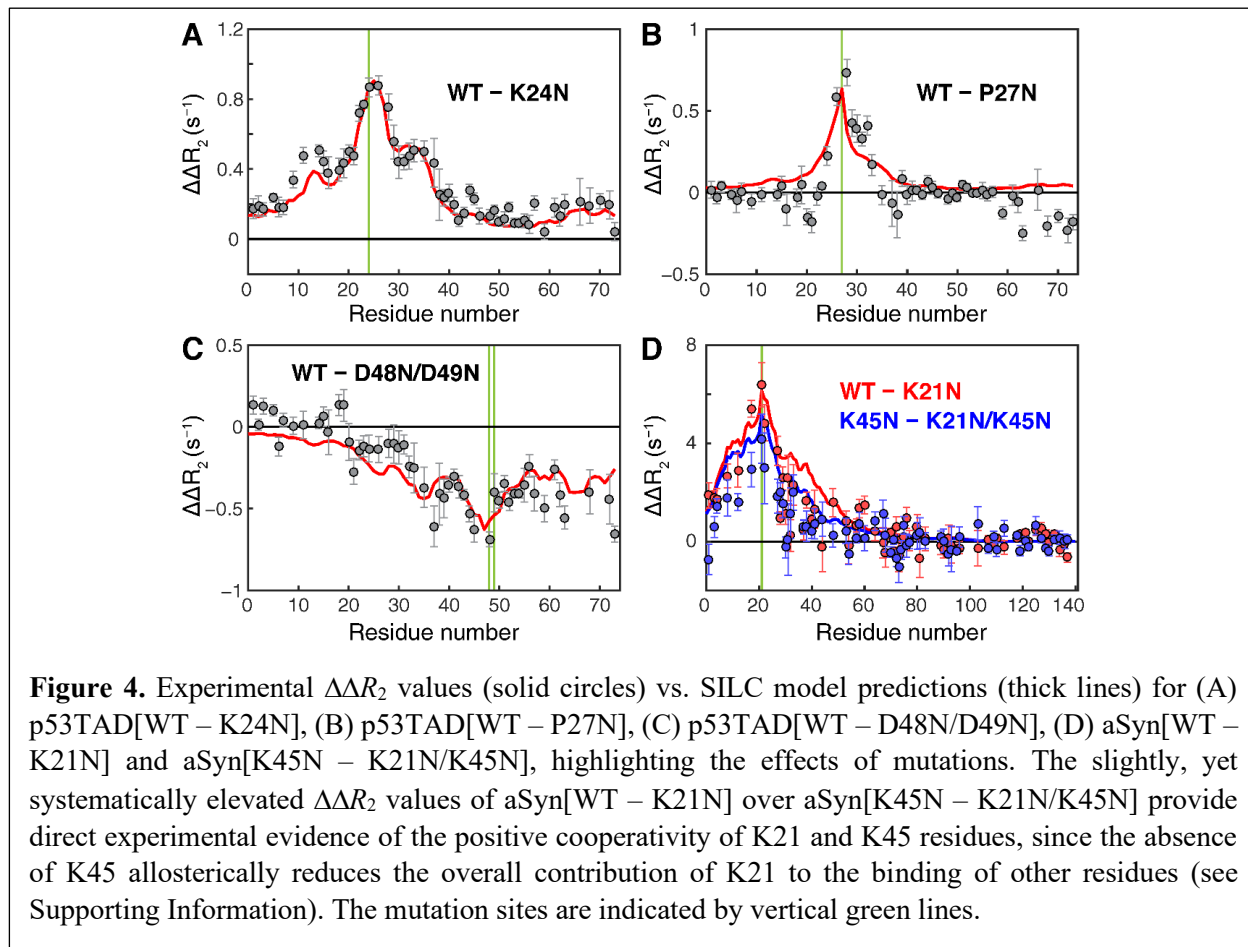 A
WT – K24N
ΔΔR2 (s−1)
1.2
0.8
0.4
0
0 10 20 30 40 50 60 70
Residue number
B
WT – P27N
ΔΔR2 (s−1)
1
0.5
0
−0.5
0 10 20 30 40 50 60 70
Residue number
C
WT – D48N/D49N
ΔΔR2 (s−1)
0.5
0
−0.5
−1
0 10 20 30 40 50 60 70
Residue number
D
WT – K21N
K45N – K21N/K45N
ΔΔR2 (s−1)
8
4
0
0 20 40 60 80 100 120 140
Residue number
Figure 4. Experimental ΔΔR2 values (solid circles) vs. SILC model predictions (thick lines) for (A)
p53TAD[WT – K24N], (B) p53TAD[WT – P27N], (C) p53TAD[WT – D48N/D49N], (D) aSyn[WT –
K21N] and aSyn[K45N – K21N/K45N], highlighting the effects of mutations. The slightly, yet
systematically elevated ΔΔR2 values of aSyn[WT – K21N] over aSyn[K45N – K21N/K45N] provide
direct experimental evidence of the positive cooperativity of K21 and K45 residues, since the absence
of K45 allosterically reduces the overall contribution of K21 to the binding of other residues (see
Supporting Information). The mutation sites are indicated by vertical green lines.